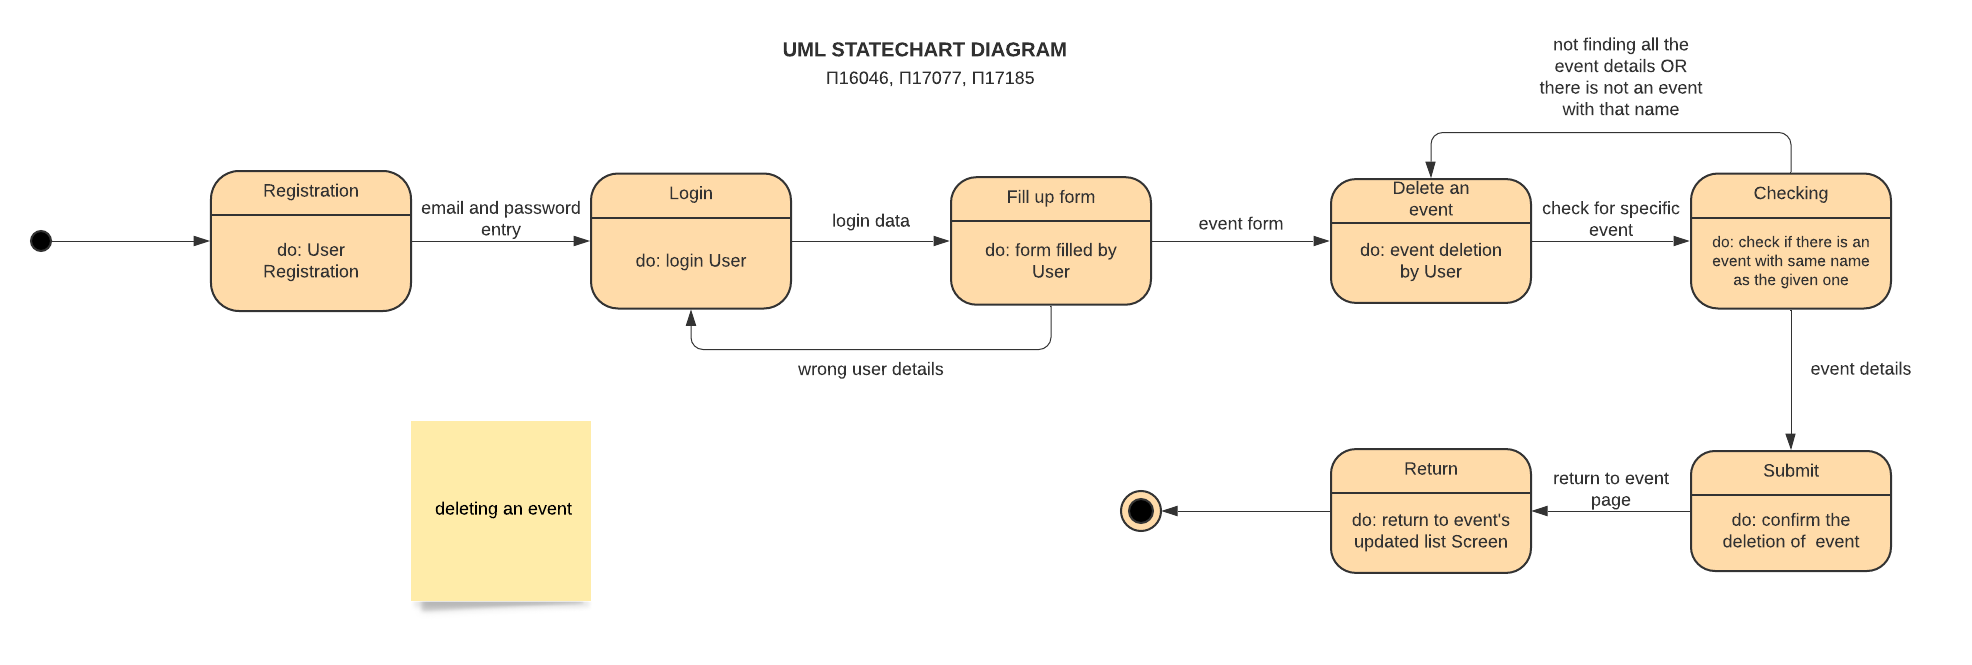 UML STATECHART DIAGRAM
Π16046, Π17077, Π17185
not finding all the
event details OR
there is not an event
with that name
Registration
do: User
Registration
email and password
entry
Login
do: login User
login data
Fill up form
do: form filled by
User
event form
Delete an
event
do: event deletion
by User
check for specific
event
Checking
do: check if there is an
event with same name
as the given one
wrong user details
event details
deleting an event
Return
do: return to event's
updated list Screen
return to event
page
Submit
do: confirm the
deletion of  event